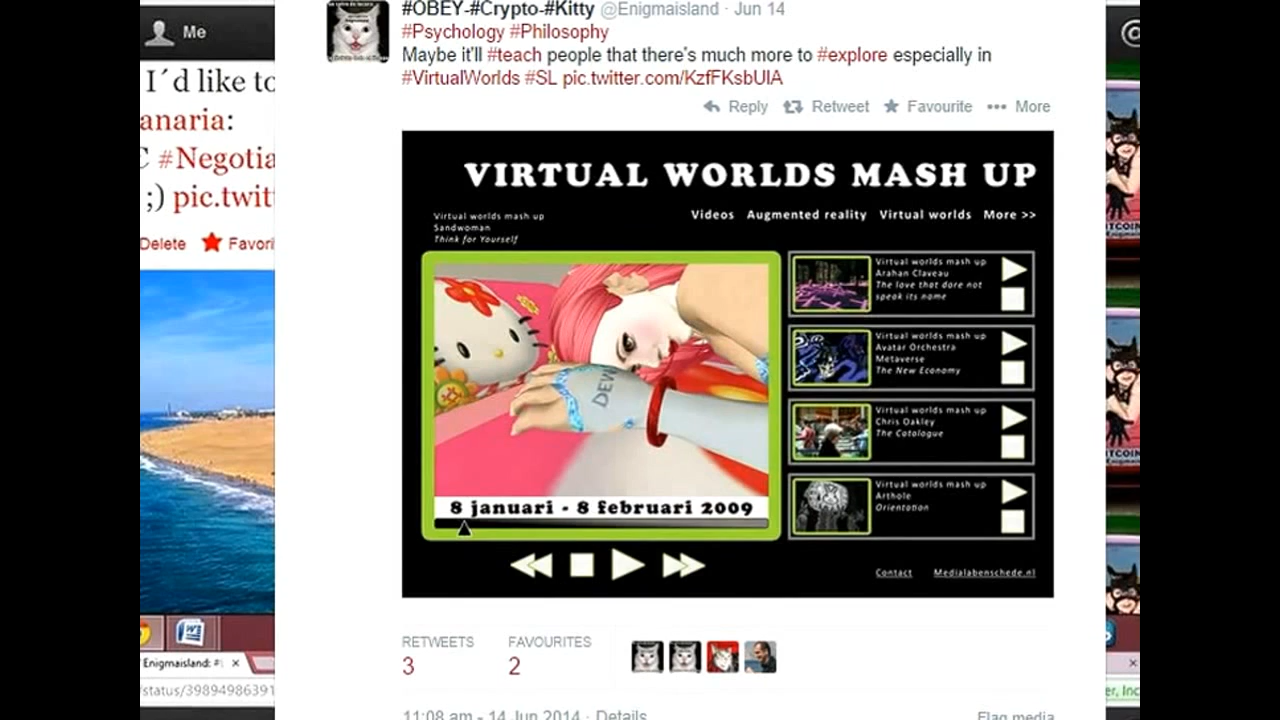 #OBEY-#Crypto-#Kitty @Enigmaisland · Jun 14
#Psychology #Philosophy
Maybe it'll #teach people that there's much more to #explore especially in
#VirtualWorlds #SL pic.twitter.com/KzfFKsbUIA
Reply Retweet Favourite More
VIRTUAL WORLDS MASH UP
Videos Augmented reality Virtual worlds More >>
Virtual worlds mash up
Sandwoman
Think for Yourself
DEW
8 januari - 8 februari 2009
Virtual worlds mash up
Arahan Claveau
The love that dare not
speak its name
Virtual worlds mash up
Avatar Orchestra
Metaverse
The New Economy
Virtual worlds mash up
Chris Oakley
The Catalogue
Virtual worlds mash up
Arthole
Orientation
Contact Medialabenschede.nl
RETWEETS FAVOURITES
3 2
11:08 am - 14 Jun 2014 · Details
Flag media
Me
I´d like to
anaria:
C #Negotia
;) pic.twitt
Delete Favori
Enigmaisland: #
/status/39894986391
er, Inc